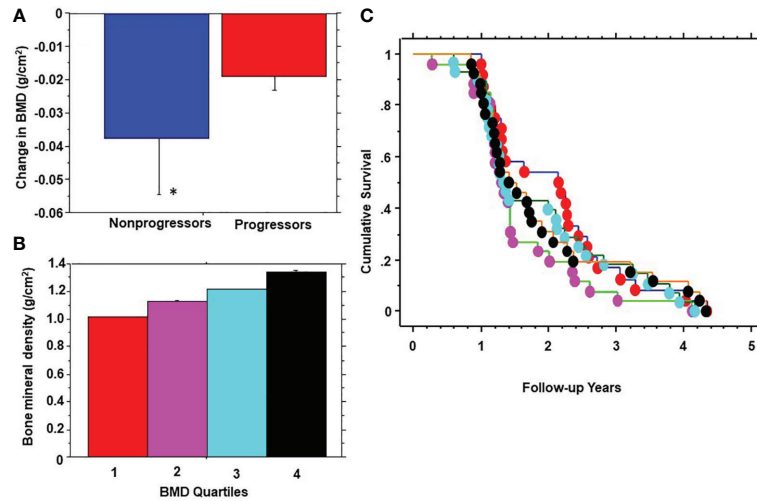 A
Change in BMD (g/cm²)
0
-0.01
-0.02
-0.03
-0.04
-0.05
-0.06
*
Nonprogressors
Progressors
B
Bone mineral density (g/cm²)
1.4
1.2
1.0
0.8
0.6
0.4
0.2
0
1 2 3 4
BMD Quartiles
C
Cumulative Survival
1
.8
.6
.4
.2
0
0 1 2 3 4 5
Follow-up Years